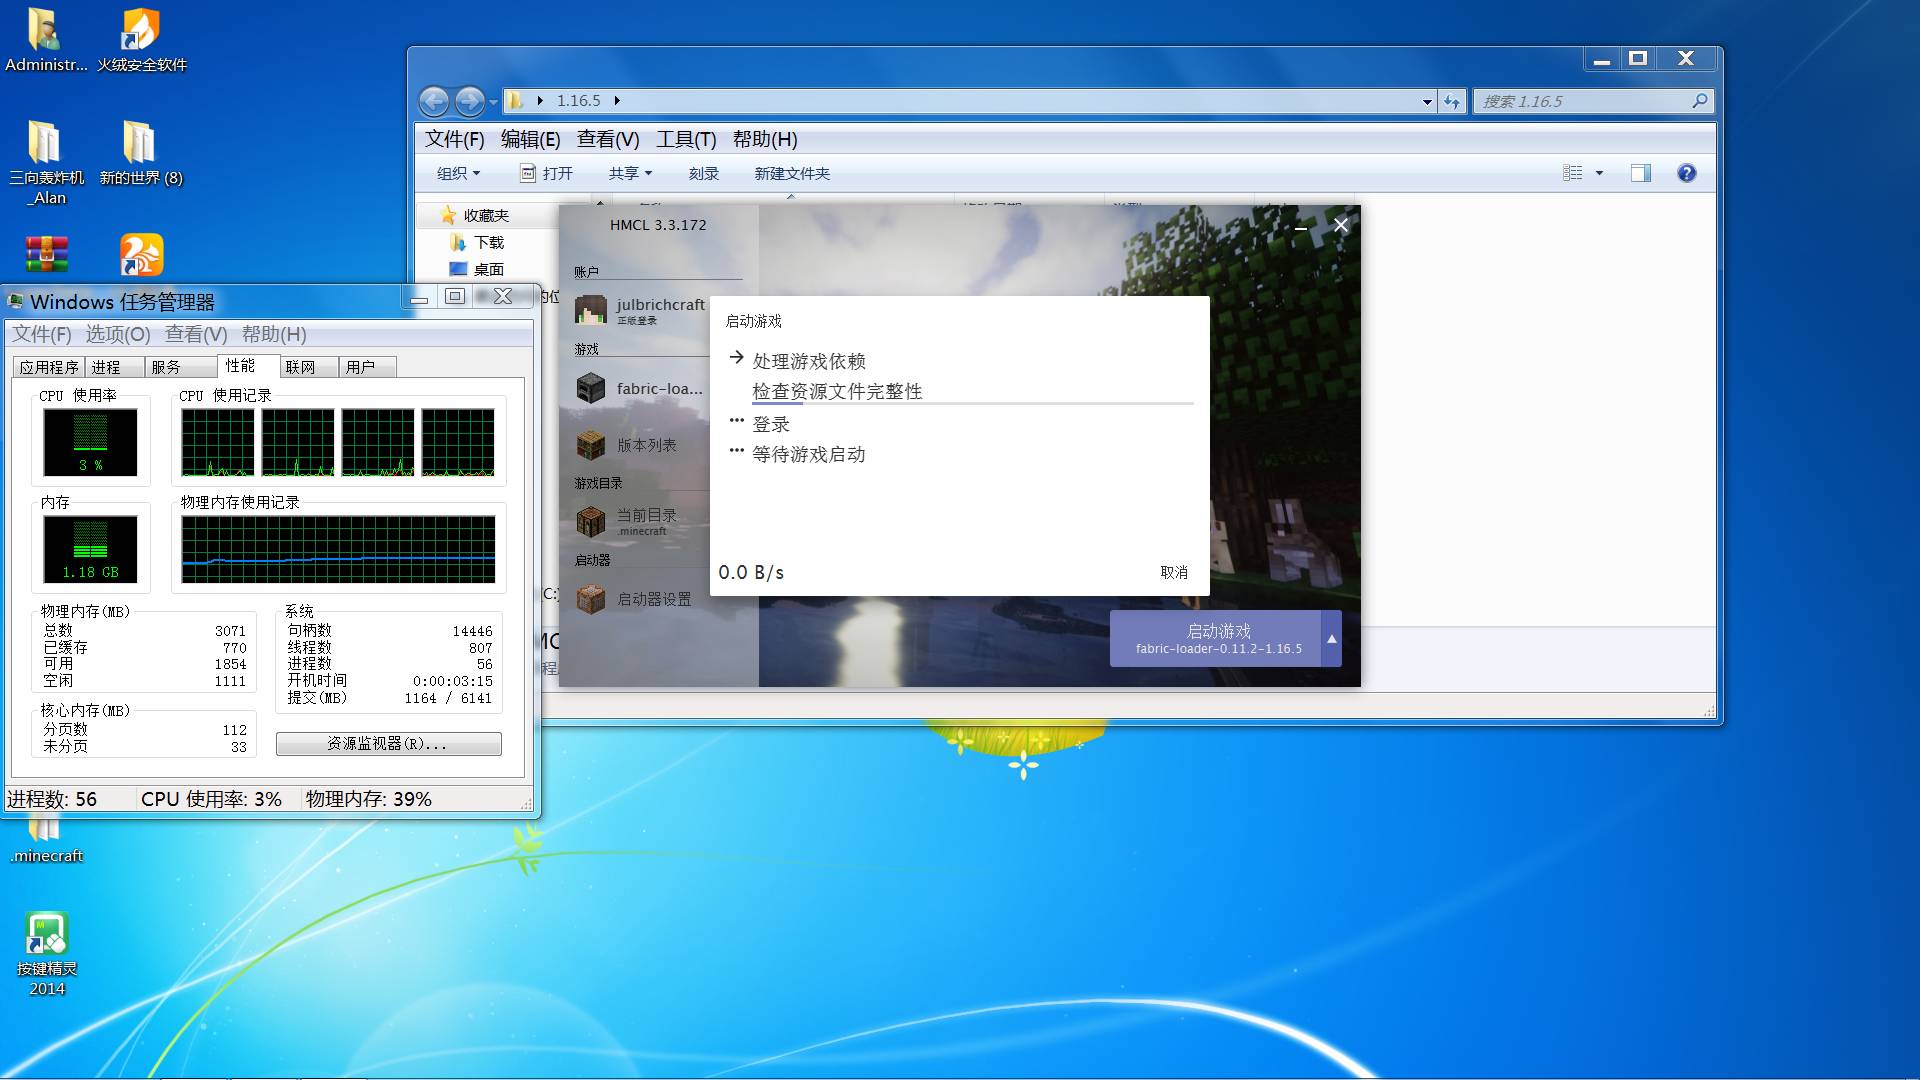 Administr...
火绒安全软件
三向轰炸机
_Alan
新的世界 (8)
1.16.5
搜索 1.16.5
文件(F) 编辑(E) 查看(V) 工具(T) 帮助(H)
组织 打开 共享 刻录 新建文件夹
收藏夹
下载
桌面
HMCL 3.3.172
账户
julbrichcraft
正版登录
游戏
fabric-loa...
版本列表
游戏目录
当前目录
.minecraft
启动器
启动器设置
启动游戏
处理游戏依赖
检查资源文件完整性
登录
等待游戏启动
0.0 B/s
取消
启动游戏
fabric-loader-0.11.2-1.16.5
Windows 任务管理器
文件(F) 选项(O) 查看(V) 帮助(H)
应用程序 进程 服务 性能 联网 用户
CPU 使用率
CPU 使用记录
3 %
内存
物理内存使用记录
1.18 GB
物理内存(MB)
总数 3071
已缓存 770
可用 1854
空闲 1111
系统
句柄数 14446
线程数 807
进程数 56
开机时间 0:00:03:15
提交(MB) 1164 / 6141
核心内存(MB)
分页数 112
未分页 33
资源监视器(R)...
进程数: 56 CPU 使用率: 3% 物理内存: 39%
.minecraft
按键精灵
2014